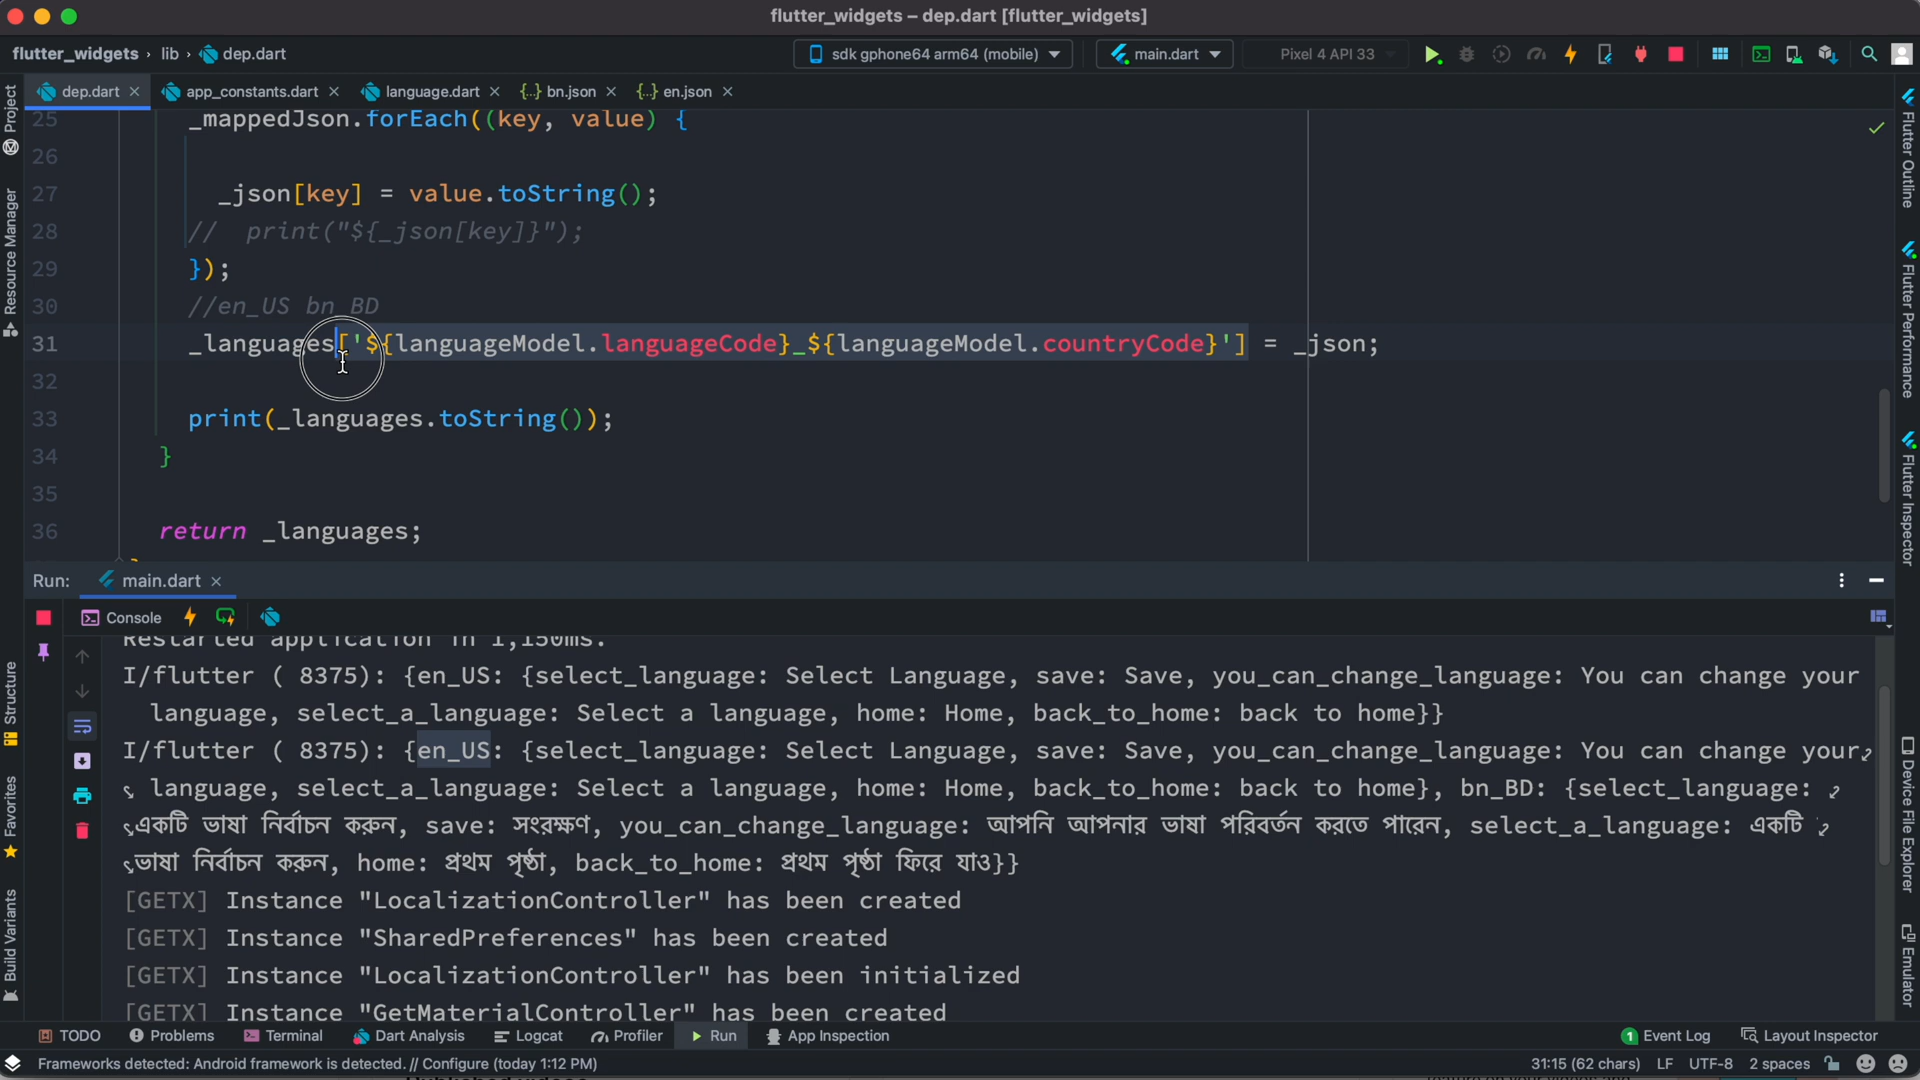 flutter_widgets – dep.dart [flutter_widgets]
flutter_widgets › lib › dep.dart
sdk gphone64 arm64 (mobile)
main.dart
Pixel 4 API 33
dep.dart
app_constants.dart
language.dart
bn.json
en.json
25 _mappedJson.forEach((key, value) {
26
27 _json[key] = value.toString();
28 // print("${_json[key]}");
29 });
30 //en_US bn_BD
31 _languages['${languageModel.languageCode}_${languageModel.countryCode}'] = _json;
32
33 print(_languages.toString());
34 }
35
36 return _languages;
Run: main.dart
Console
Restarted application in 1,150ms.
I/flutter ( 8375): {en_US: {select_language: Select Language, save: Save, you_can_change_language: You can change your
language, select_a_language: Select a language, home: Home, back_to_home: back to home}}
I/flutter ( 8375): {en_US: {select_language: Select Language, save: Save, you_can_change_language: You can change your
language, select_a_language: Select a language, home: Home, back_to_home: back to home}, bn_BD: {select_language:
একটি ভাষা নির্বাচন করুন, save: সংরক্ষণ, you_can_change_language: আপনি আপনার ভাষা পরিবর্তন করতে পারেন, select_a_language: একটি
ভাষা নির্বাচন করুন, home: প্রথম পৃষ্ঠা, back_to_home: প্রথম পৃষ্ঠা ফিরে যাও}}
[GETX] Instance "LocalizationController" has been created
[GETX] Instance "SharedPreferences" has been created
[GETX] Instance "LocalizationController" has been initialized
[GETX] Instance "GetMaterialController" has been created
TODO
Problems
Terminal
Dart Analysis
Logcat
Profiler
Run
App Inspection
1 Event Log
Layout Inspector
Frameworks detected: Android framework is detected. // Configure (today 1:12 PM)
31:15 (62 chars)
LF
UTF-8
2 spaces
Project
Resource Manager
Structure
Favorites
Build Variants
Flutter Outline
Flutter Performance
Flutter Inspector
Device File Explorer
Emulator